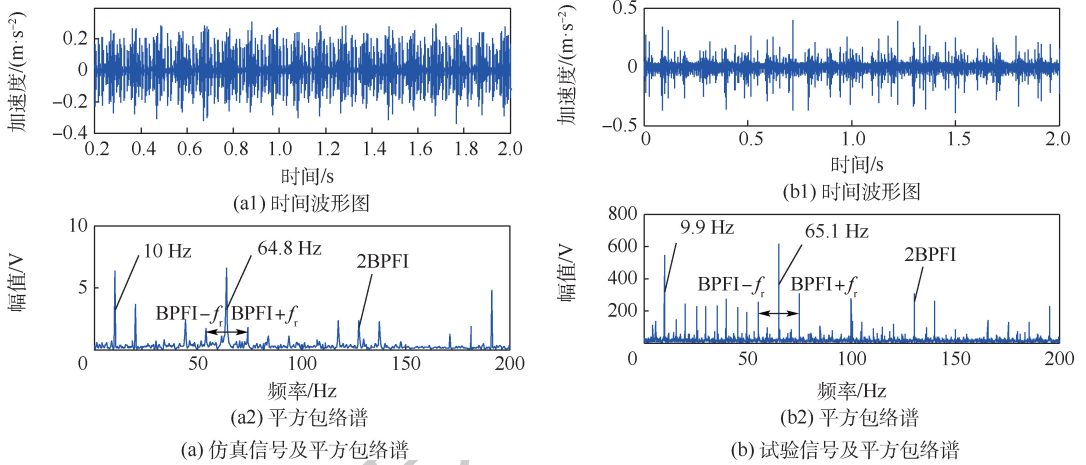 加速度/(m·s⁻²)
0.2
0
−0.2
−0.4
0.2 0.4 0.6 0.8 1.0 1.2 1.4 1.6 1.8 2.0
时间/s
(a1) 时间波形图
加速度/(m·s⁻²)
0.5
0
−0.5
0 0.5 1.0 1.5 2.0
时间/s
(b1) 时间波形图
幅值/V
10
5
0 50 100 150 200
10 Hz
64.8 Hz
2BPFI
BPFI−fr BPFI+fr
频率/Hz
(a2) 平方包络谱
(a) 仿真信号及平方包络谱
幅值/V
800
600
400
200
0 50 100 150 200
9.9 Hz
65.1 Hz
2BPFI
BPFI−fr BPFI+fr
频率/Hz
(b2) 平方包络谱
(b) 试验信号及平方包络谱